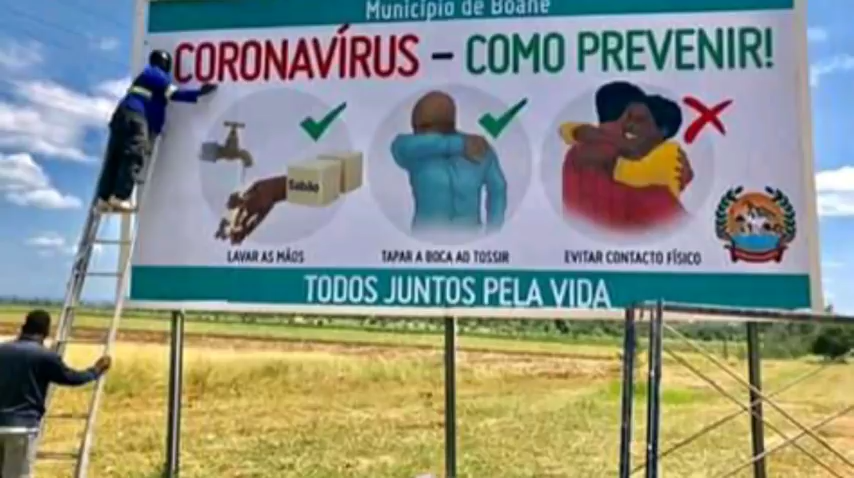 Município de Boane
CORONAVÍRUS – COMO PREVENIR!
Sabão
LAVAR AS MÃOS
TAPAR A BOCA AO TOSSIR
EVITAR CONTACTO FÍSICO
TODOS JUNTOS PELA VIDA